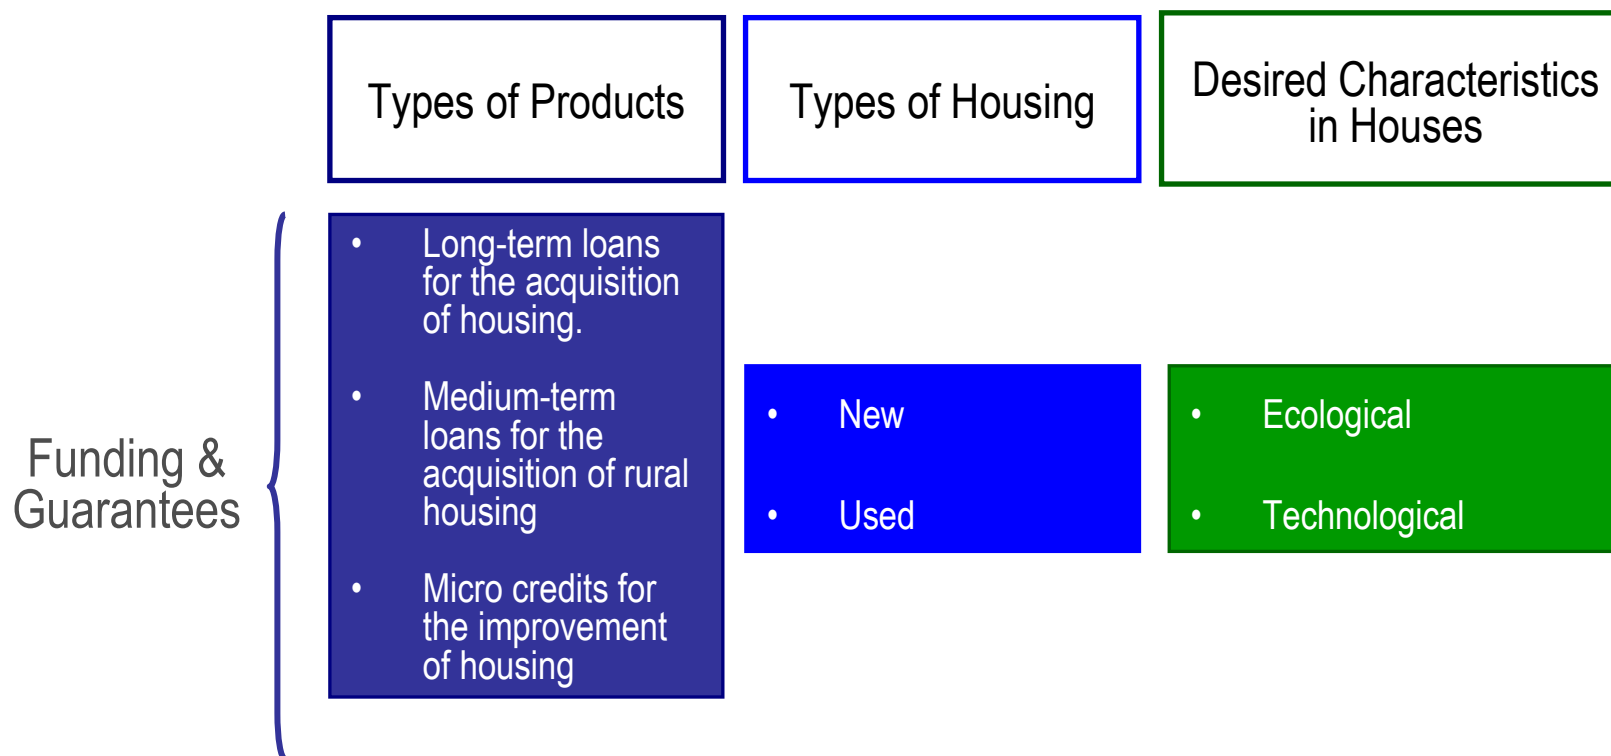 Types of Products
Types of Housing
Desired Characteristics
in Houses
Funding &
Guarantees
• Long-term loans
for the acquisition
of housing.
• Medium-term
loans for the
acquisition of rural
housing
• Micro credits for
the improvement
of housing
• New
• Used
• Ecological
• Technological